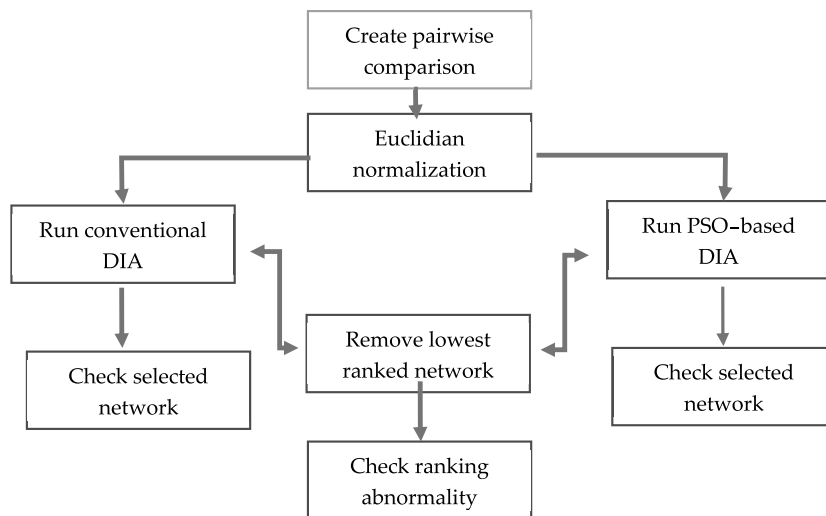 Create pairwise
comparison
Euclidian
normalization
Run conventional
DIA
Run PSO–based
DIA
Remove lowest
ranked network
Check selected
network
Check selected
network
Check ranking
abnormality